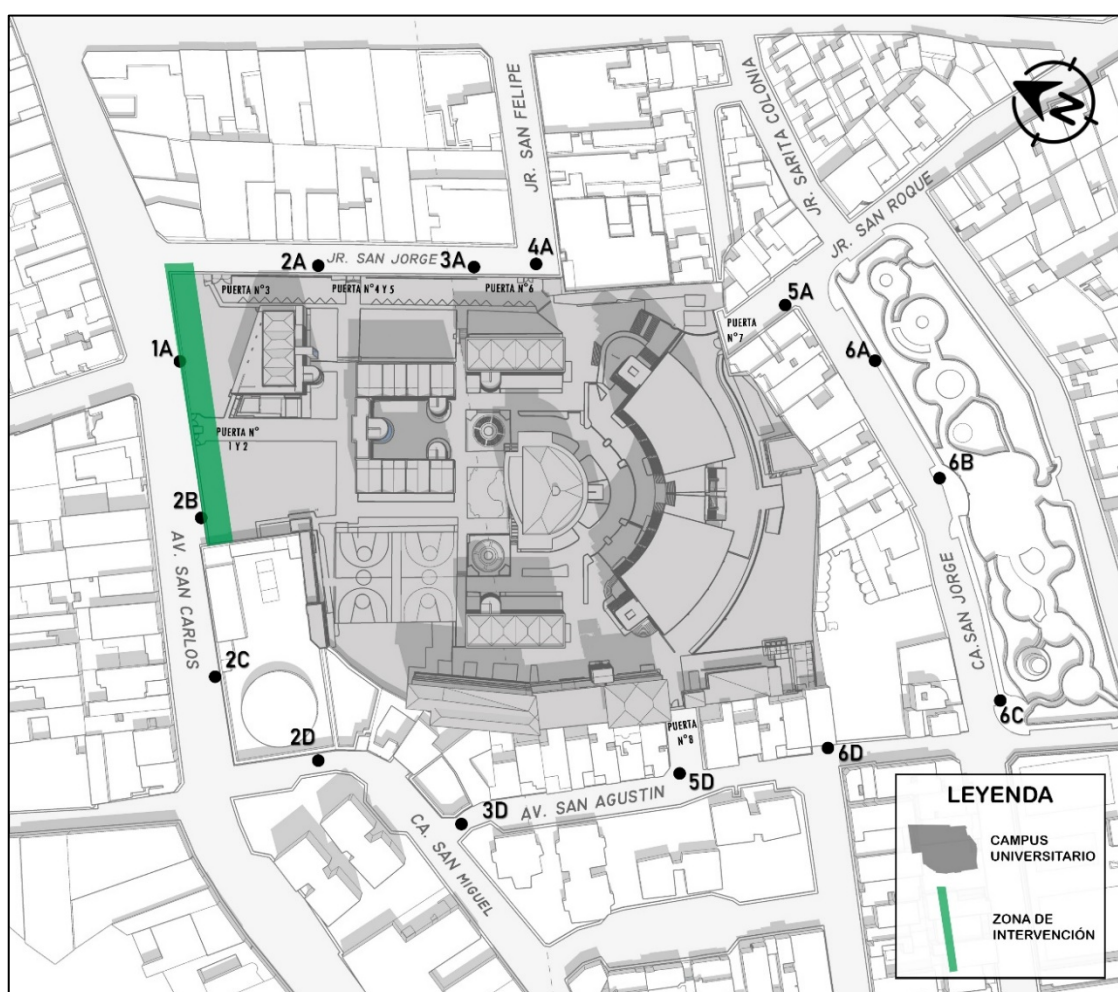 JR. SAN FELIPE
JR. SARITA COLONIA
N
JR. SAN ROQUE
2A
JR. SAN JORGE
3A
4A
PUERTA N°3
PUERTA N°4 Y 5
PUERTA N°6
5A
PUERTA
N°7
1A
6A
PUERTA N°
1 Y 2
6B
2B
AV. SAN CARLOS
CA. SAN JORGE
2C
6C
2D
PUERTA
N°8
6D
5D
AV. SAN AGUSTIN
3D
CA. SAN MIGUEL
LEYENDA
CAMPUS
UNIVERSITARIO
ZONA DE
INTERVENCIÓN